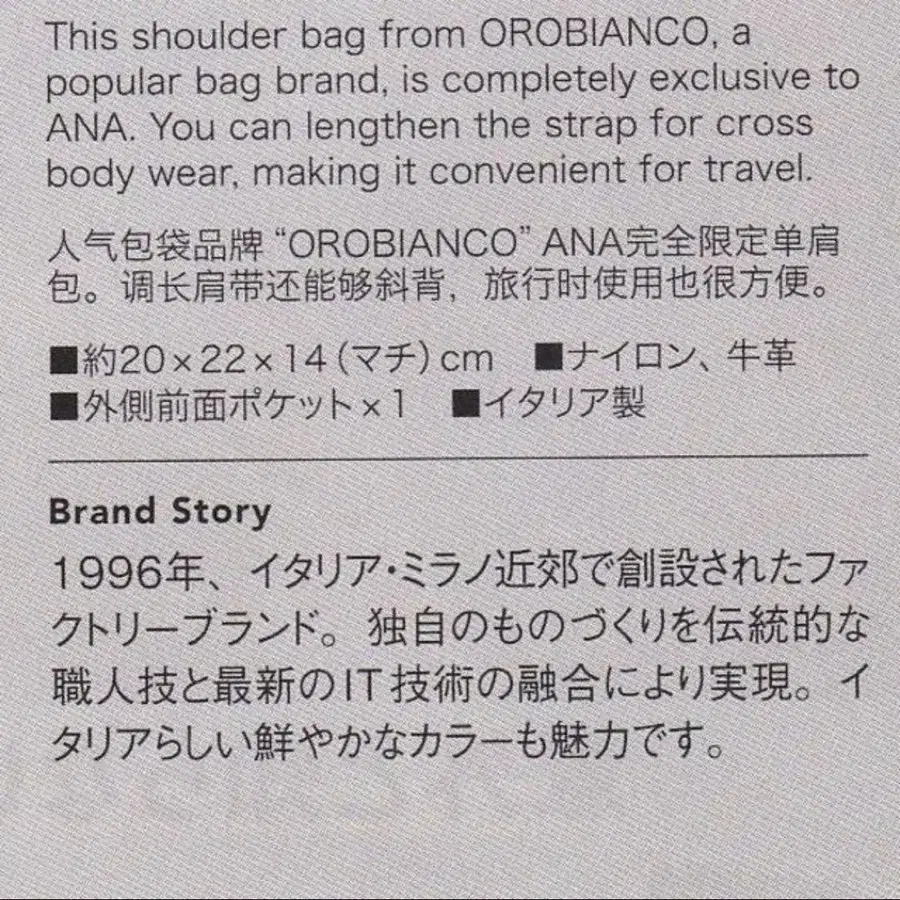 This shoulder bag from OROBIANCO, a
popular bag brand, is completely exclusive to
ANA. You can lengthen the strap for cross
body wear, making it convenient for travel.
人气包袋品牌“OROBIANCO”ANA完全限定单肩
包。调长肩带还能够斜背，旅行时使用也很方便。
■約20×22×14（マチ）cm ■ナイロン、牛革
■外側前面ポケット×1 ■イタリア製
Brand Story
1996年、イタリア・ミラノ近郊で創設されたファ
クトリーブランド。独自のものづくりを伝統的な
職人技と最新のIT技術の融合により実現。イ
タリアらしい鮮やかなカラーも魅力です。